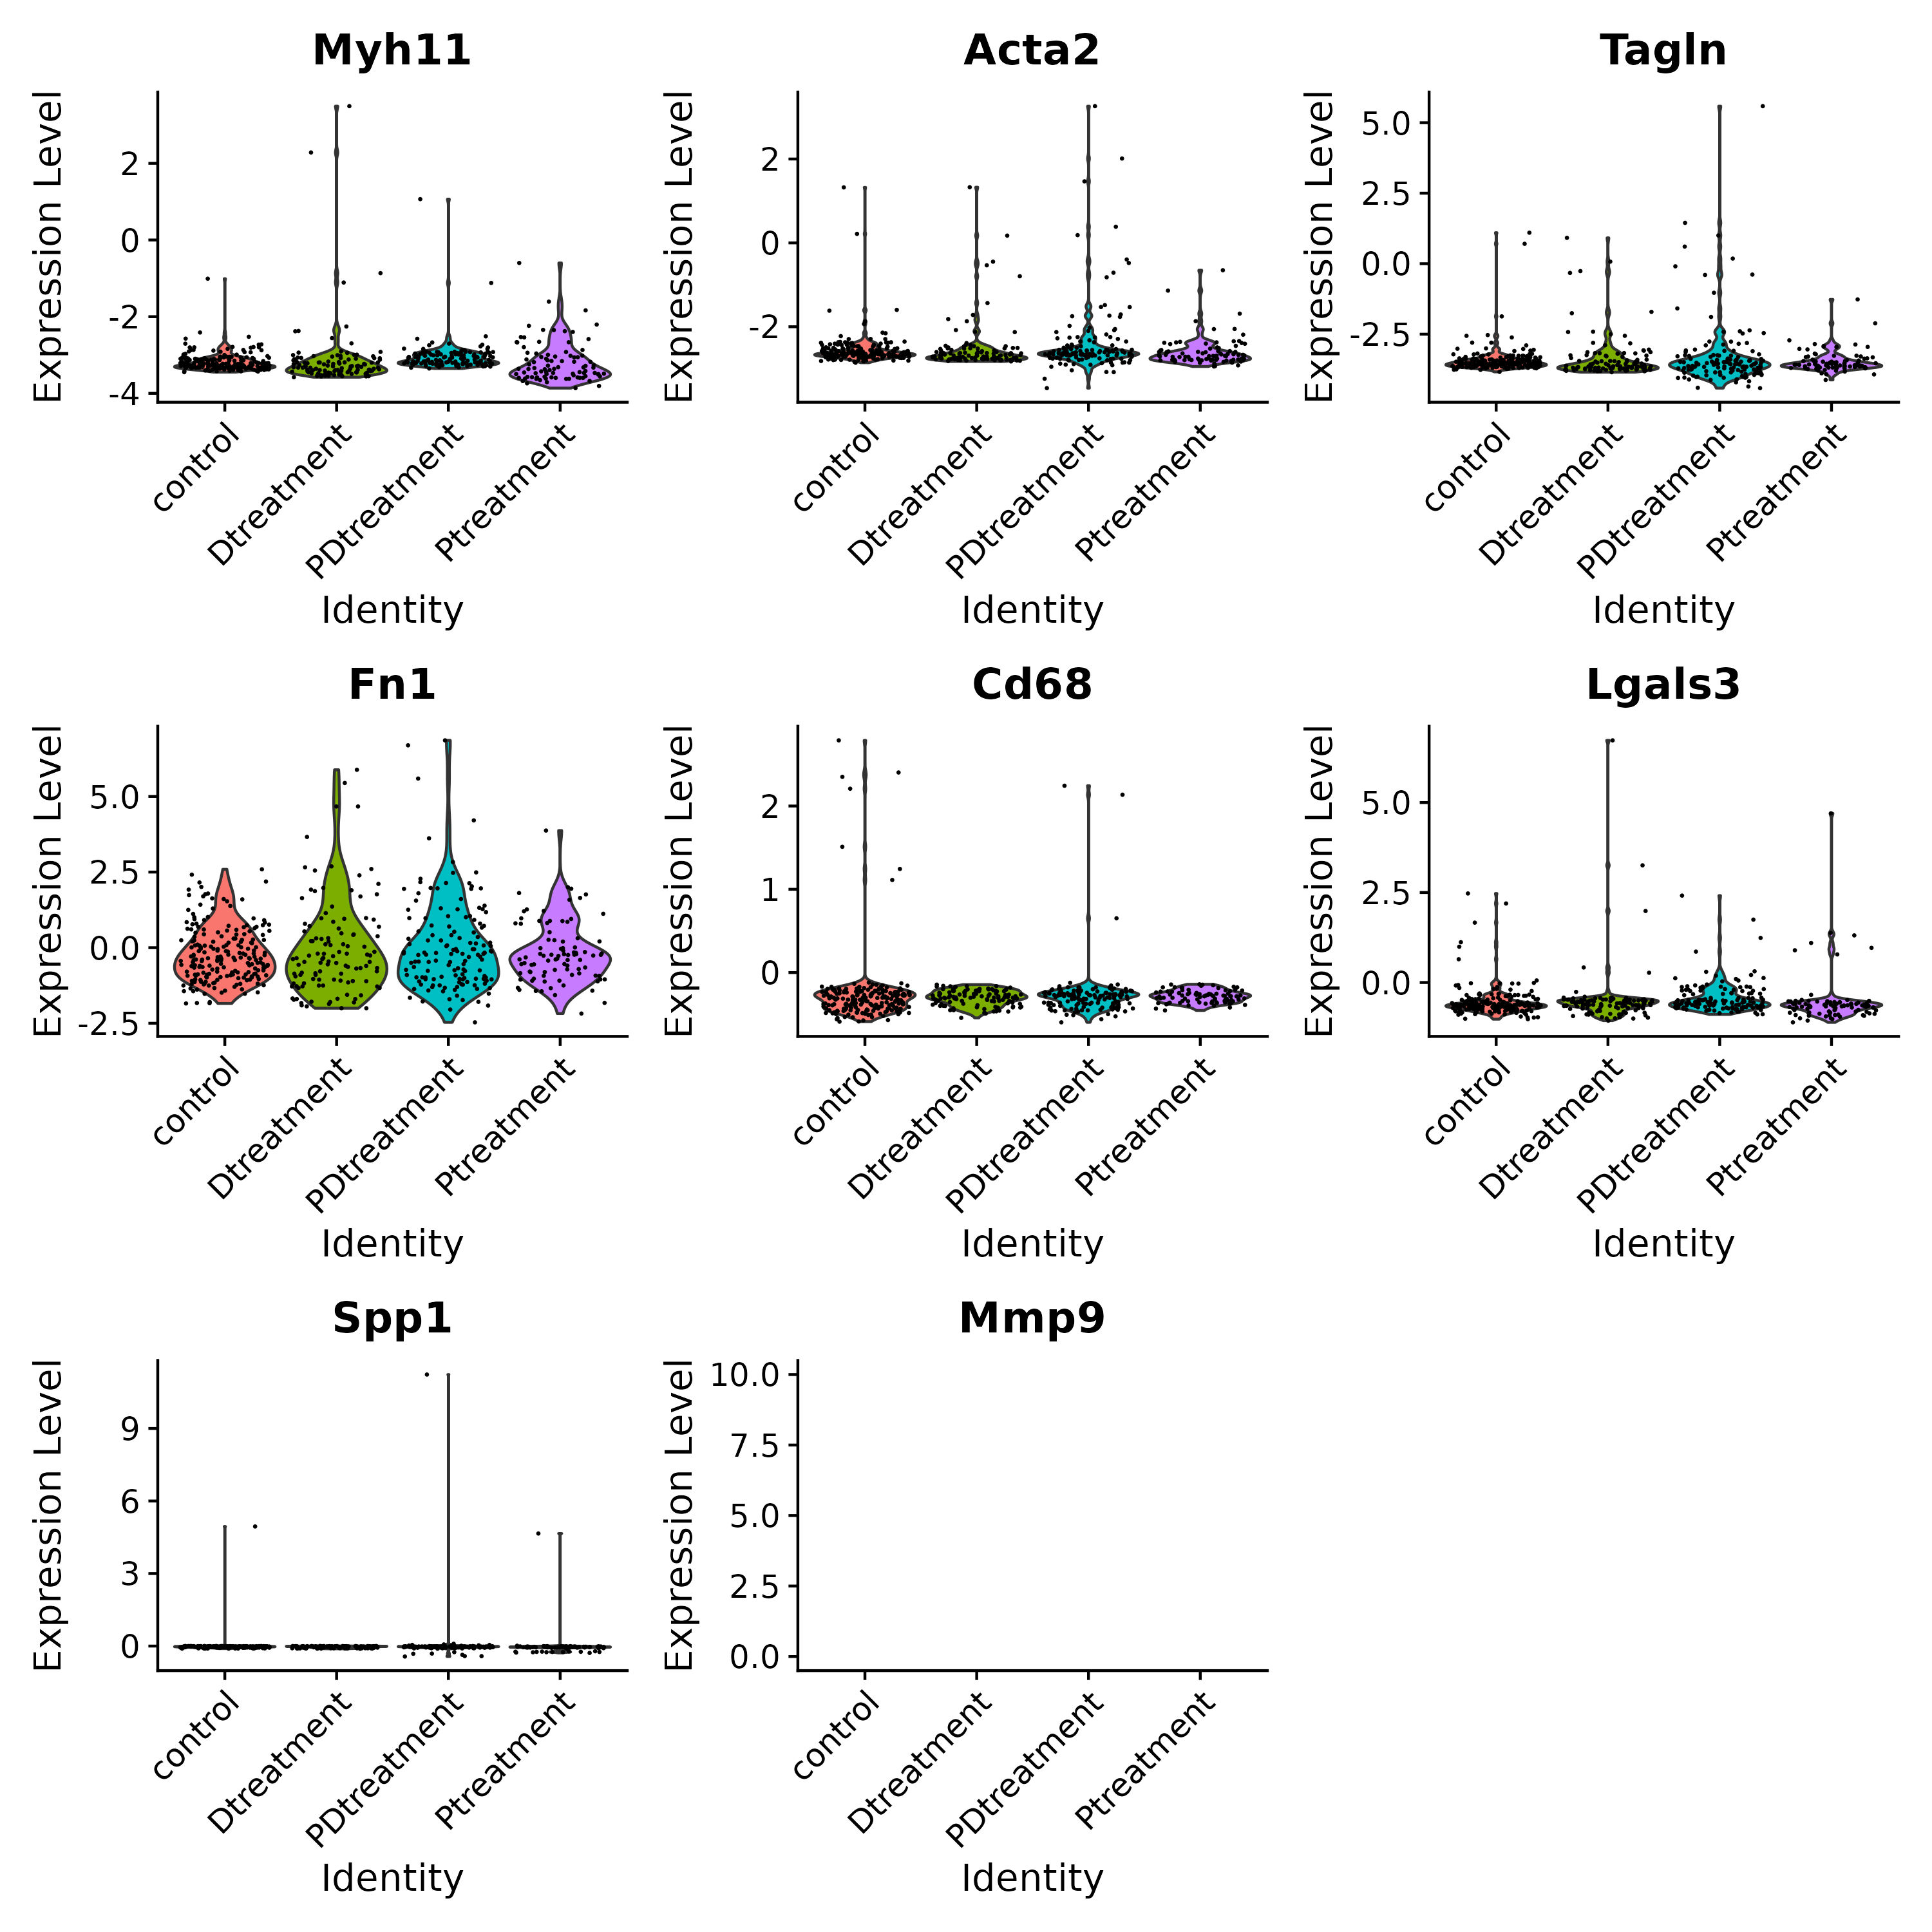 Myh11
Expression Level
2
0
-2
-4
control
Dtreatment
PDtreatment
Ptreatment
Identity
Acta2
Expression Level
2
0
-2
control
Dtreatment
PDtreatment
Ptreatment
Identity
Tagln
Expression Level
5.0
2.5
0.0
-2.5
control
Dtreatment
PDtreatment
Ptreatment
Identity
Fn1
Expression Level
5.0
2.5
0.0
-2.5
control
Dtreatment
PDtreatment
Ptreatment
Identity
Cd68
Expression Level
2
1
0
control
Dtreatment
PDtreatment
Ptreatment
Identity
Lgals3
Expression Level
5.0
2.5
0.0
control
Dtreatment
PDtreatment
Ptreatment
Identity
Spp1
Expression Level
9
6
3
0
control
Dtreatment
PDtreatment
Ptreatment
Identity
Mmp9
Expression Level
10.0
7.5
5.0
2.5
0.0
control
Dtreatment
PDtreatment
Ptreatment
Identity